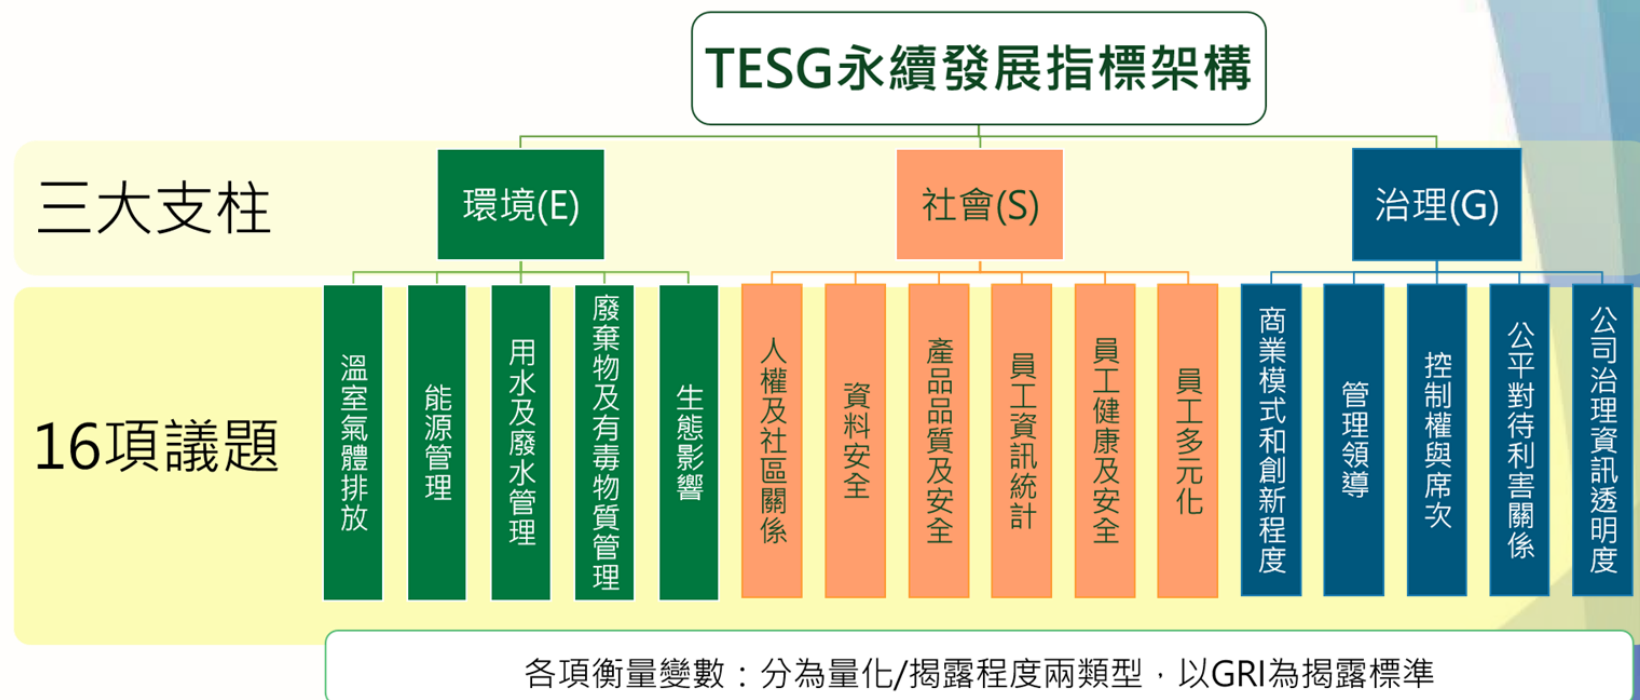 TESG永續發展指標架構
三大支柱
環境(E)
社會(S)
治理(G)
16項議題
溫室氣體排放
能源管理
用水及廢水管理
廢棄物及有毒物質管理
生態影響
人權及社區關係
資料安全
產品品質及安全
員工資訊統計
員工健康及安全
員工多元化
商業模式和創新程度
管理領導
控制權與席次
公平對待利害關係
公司治理資訊透明度
各項衡量變數：分為量化/揭露程度兩類型，以GRI為揭露標準